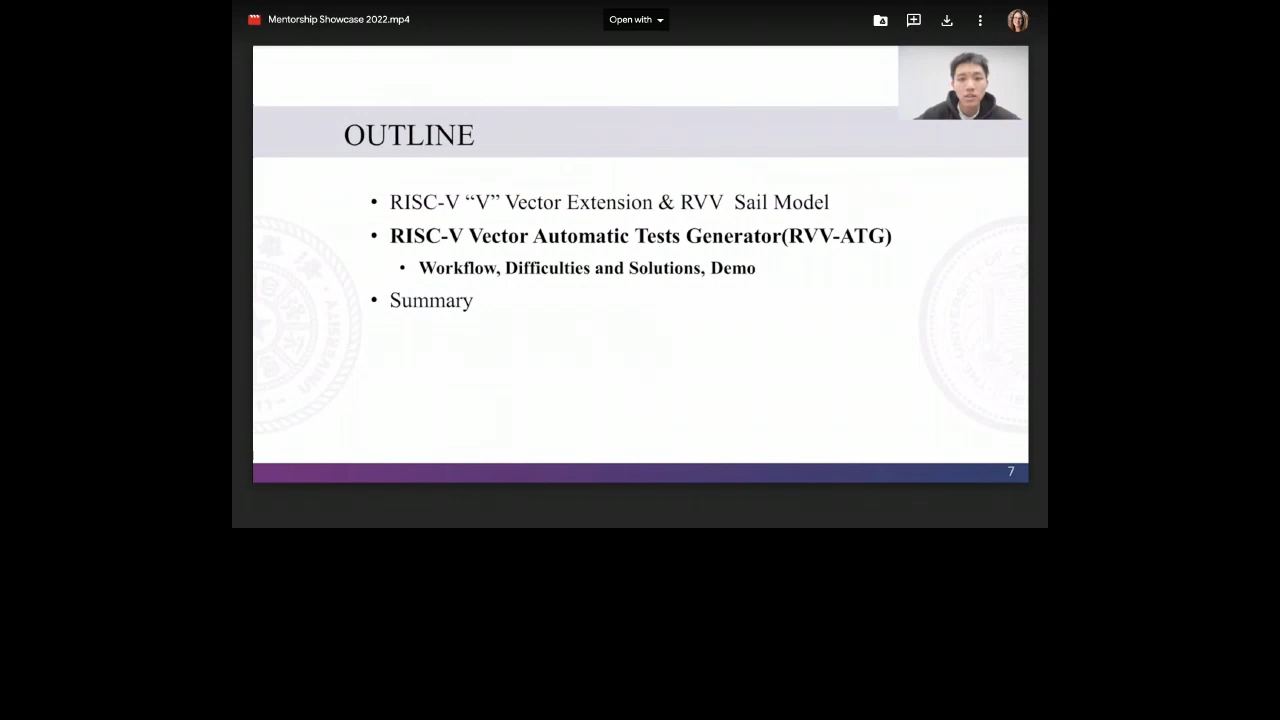 Mentorship Showcase 2022.mp4
Open with
OUTLINE
• RISC-V “V” Vector Extension & RVV Sail Model
• RISC-V Vector Automatic Tests Generator(RVV-ATG)
• Workflow, Difficulties and Solutions, Demo
• Summary
7